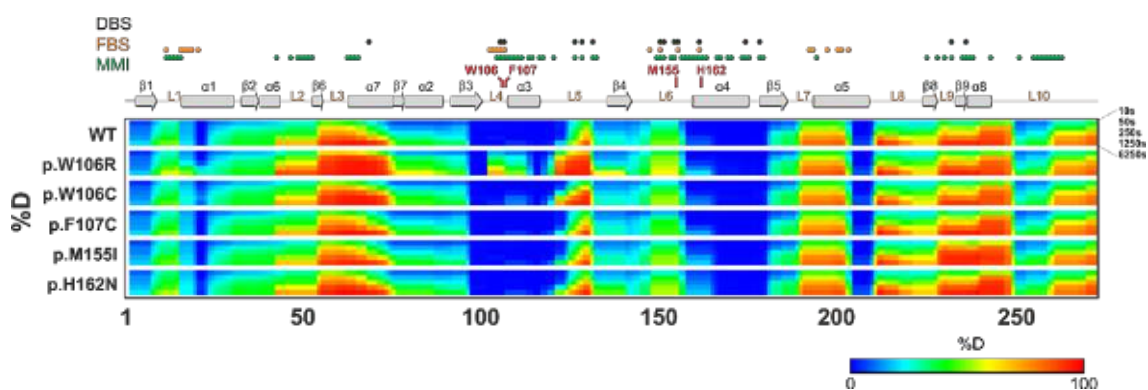 DBS
FBS
MMI
W106 F107 M155 H162
β1 L1 α1 β2 α6 L2 β6 L3 α7 β7 α2 β3 L4 α3 L5 β4 L6 α4 β5 L7 α5 L8 β8 L9 β9 α8 L10
10s
50s
250s
1250s
6250s
WT
p.W106R
p.W106C
p.F107C
p.M155I
p.H162N
%D
1 50 100 150 200 250
%D
0 100